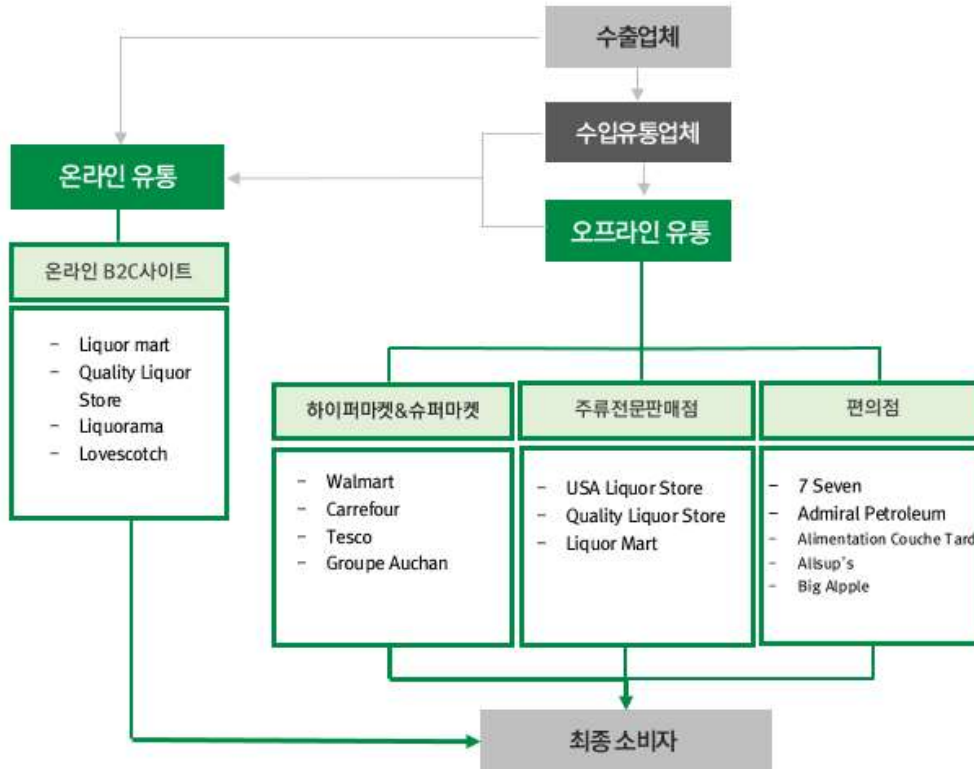 수출업체
수입유통업체
온라인 유통
오프라인 유통
온라인 B2C사이트
- Liquor mart
- Quality Liquor
Store
- Liquorama
- Lovescotch
하이퍼마켓&슈퍼마켓
- Walmart
- Carrefour
- Tesco
- Groupe Auchan
주류전문판매점
- USA Liquor Store
- Quality Liquor Store
- Liquor Mart
편의점
- 7 Seven
- Admiral Petroleum
- Alimentation Couche Tard
- Allsup's
- Big Alpple
최종 소비자